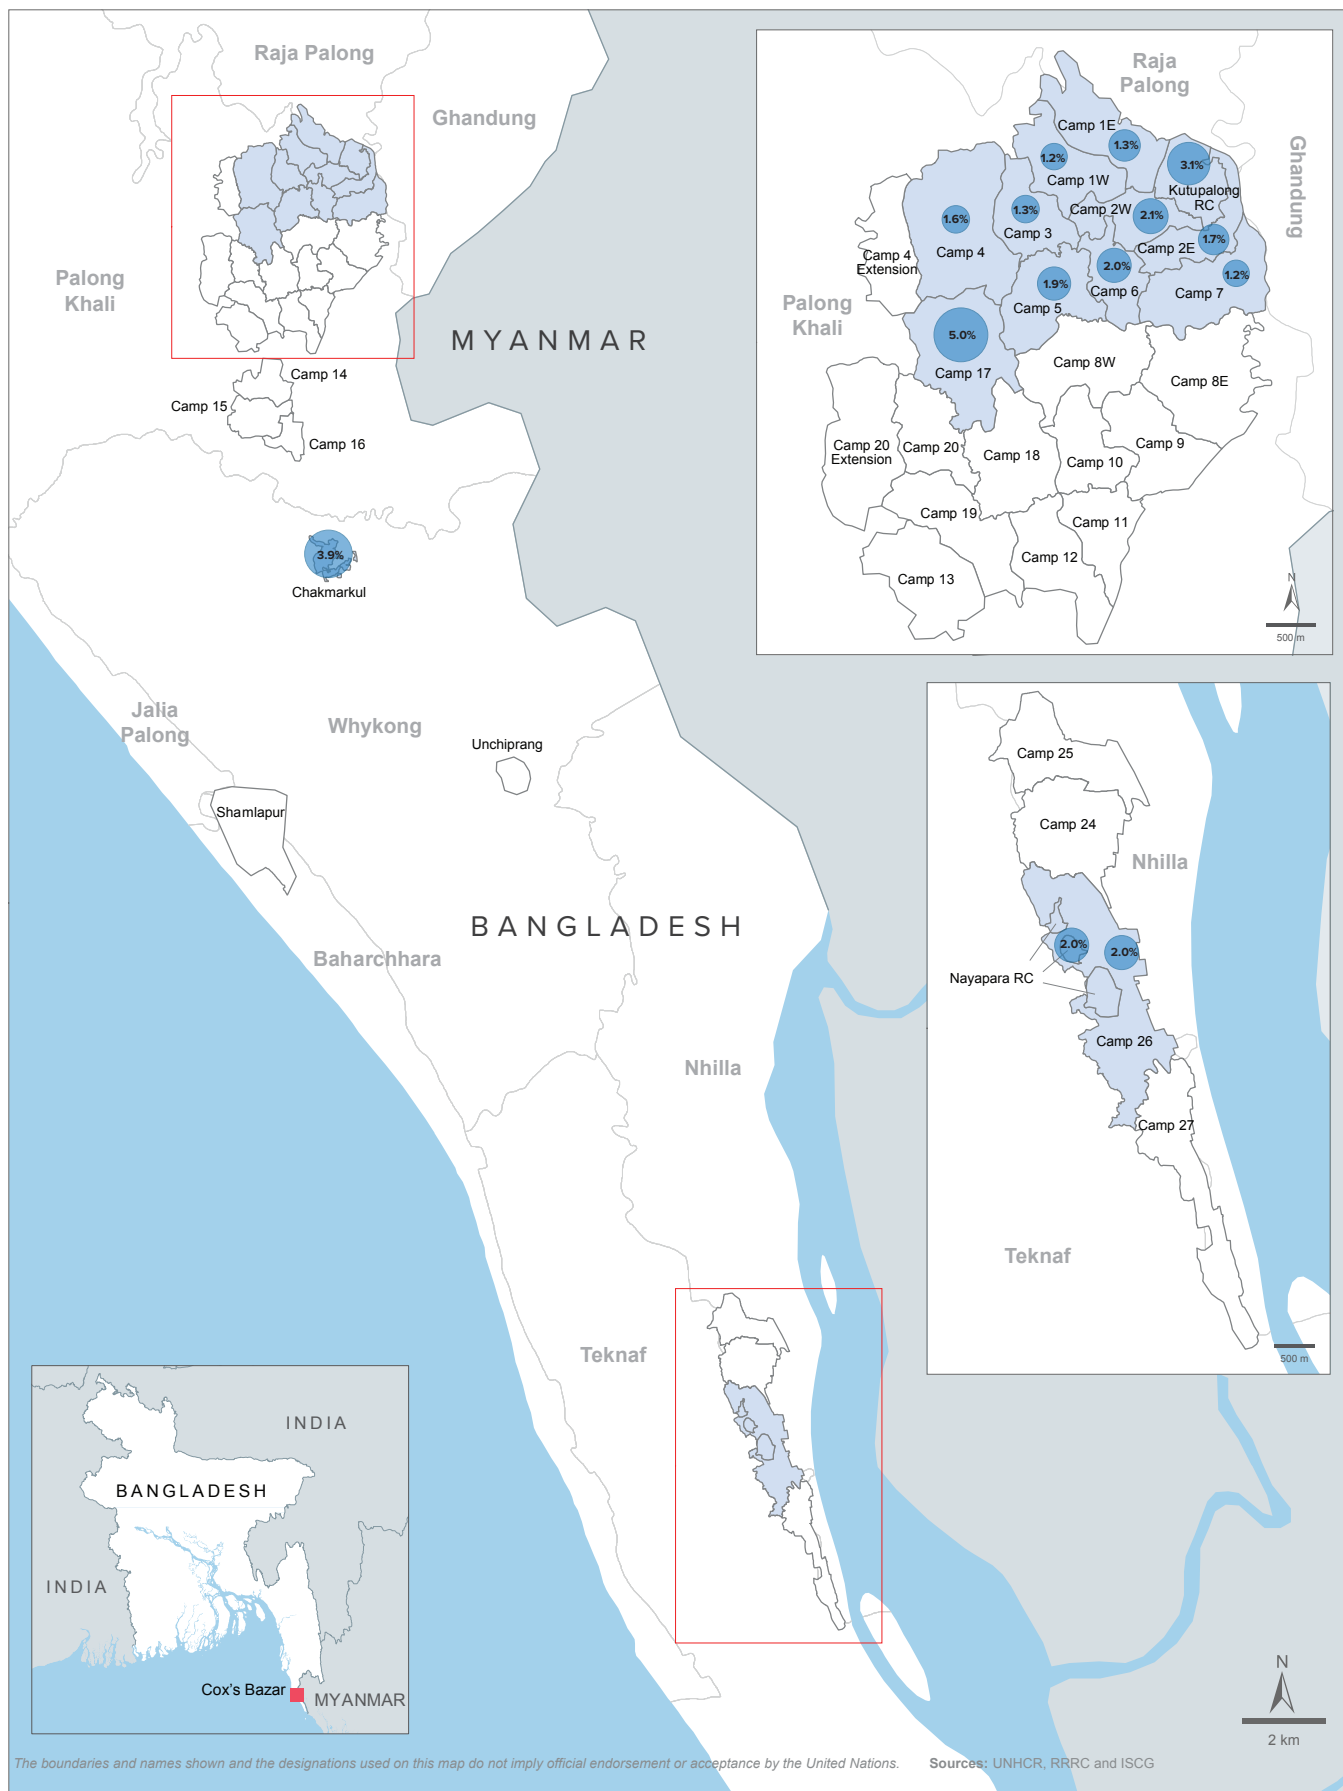 Raja Palong
Ghandung
Palong
Khali
MYANMAR
Camp 14
Camp 15
Camp 16
3.9%
Chakmarkul
Jalia
Palong
Whykong
Unchiprang
Shamlapur
BANGLADESH
Baharchhara
Nhilla
Teknaf
Raja
Palong
Ghandung
Camp 1E
1.3%
1.2%
Camp 1W
3.1%
Kutupalong
RC
1.6%
Camp 4
1.3%
Camp 3
Camp 2W
2.1%
1.7%
Camp 2E
Camp 4
Extension
2.0%
Camp 6
1.2%
Camp 7
1.9%
Camp 5
Palong
Khali
5.0%
Camp 17
Camp 8W
Camp 8E
Camp 20
Extension
Camp 20
Camp 18
Camp 10
Camp 9
Camp 19
Camp 11
Camp 12
Camp 13
N
500 m
Camp 25
Camp 24
Nhilla
2.0%
2.0%
Nayapara RC
Camp 26
Camp 27
Teknaf
500 m
INDIA
BANGLADESH
INDIA
Cox's Bazar
MYANMAR
N
2 km
The boundaries and names shown and the designations used on this map do not imply official endorsement or acceptance by the United Nations.
Sources: UNHCR, RRRC and ISCG